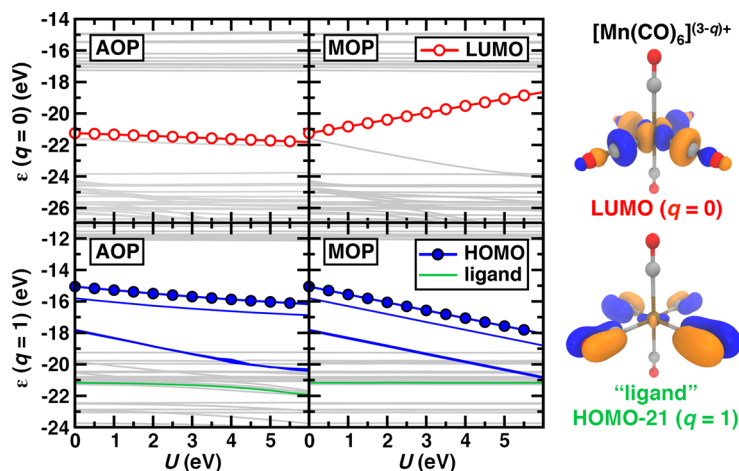 ε (q = 0) (eV)
-14
-16
-18
-20
-22
-24
-26
AOP
MOP
LUMO
[Mn(CO)₆]⁽³⁻q⁾⁺
LUMO (q = 0)
ε (q = 1) (eV)
-12
-14
-16
-18
-20
-22
-24
AOP
MOP
HOMO
ligand
0 1 2 3 4 5 0 1 2 3 4 5
U (eV) U (eV)
“ligand”
HOMO-21 (q = 1)